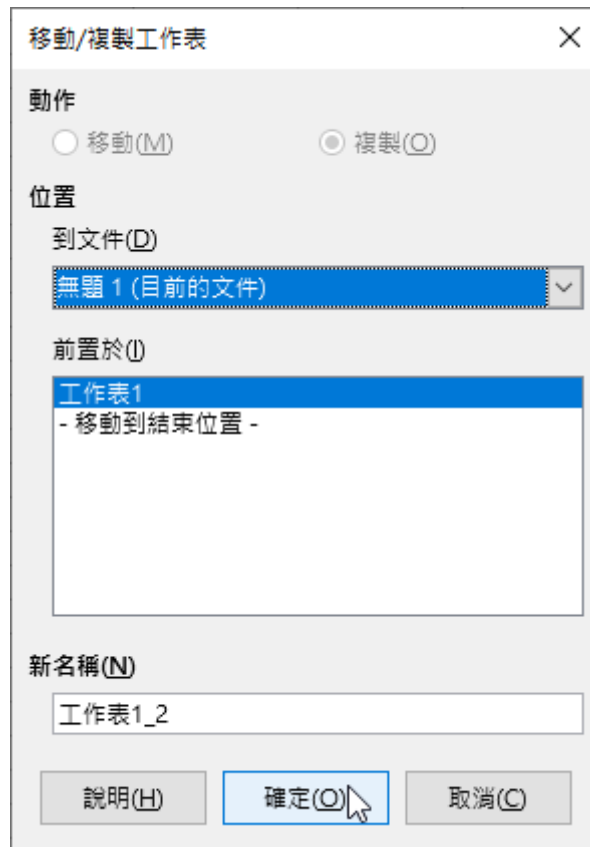 移動/複製工作表
動作
移動(M) 複製(O)
位置
到文件(D)
無題 1 (目前的文件)
前置於(I)
工作表1
- 移動到結束位置 -
新名稱(N)
工作表1_2
說明(H) 確定(O) 取消(C)